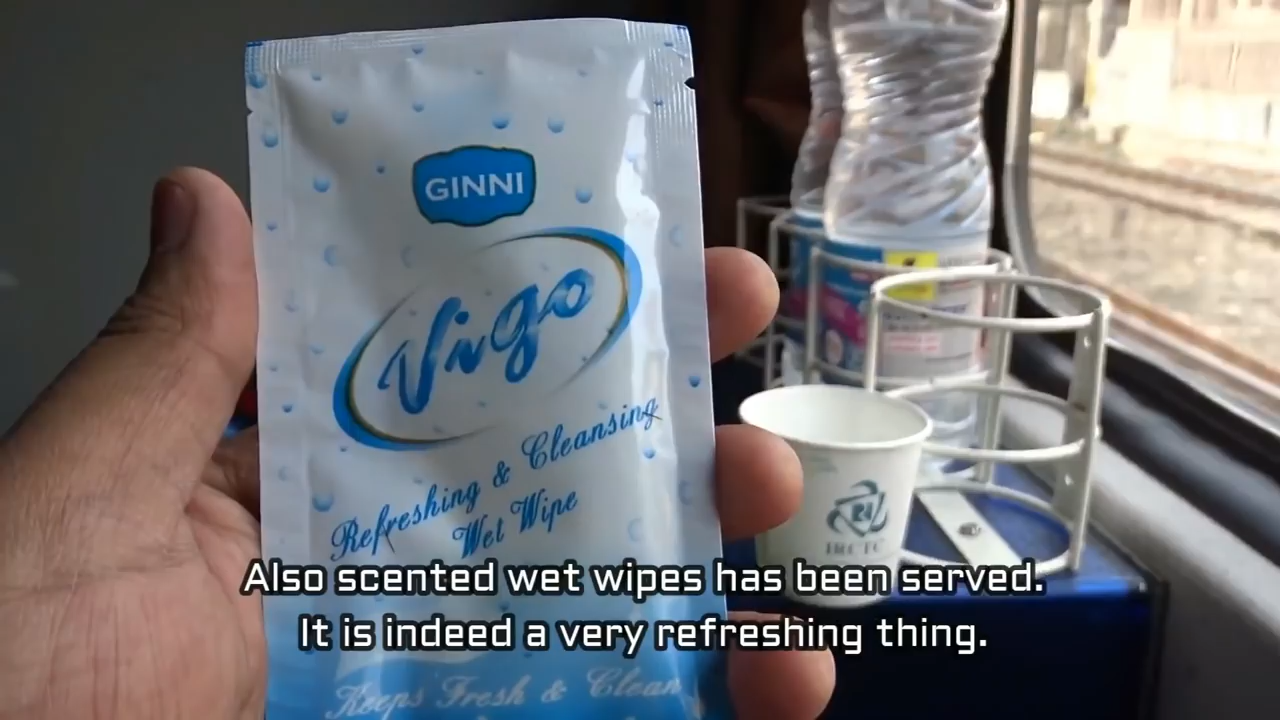 GINNI
Vigo
Refreshing & Cleansing
Wet Wipe
IRCTC
Also scented wet wipes has been served.
It is indeed a very refreshing thing.
Keeps Fresh & Clean